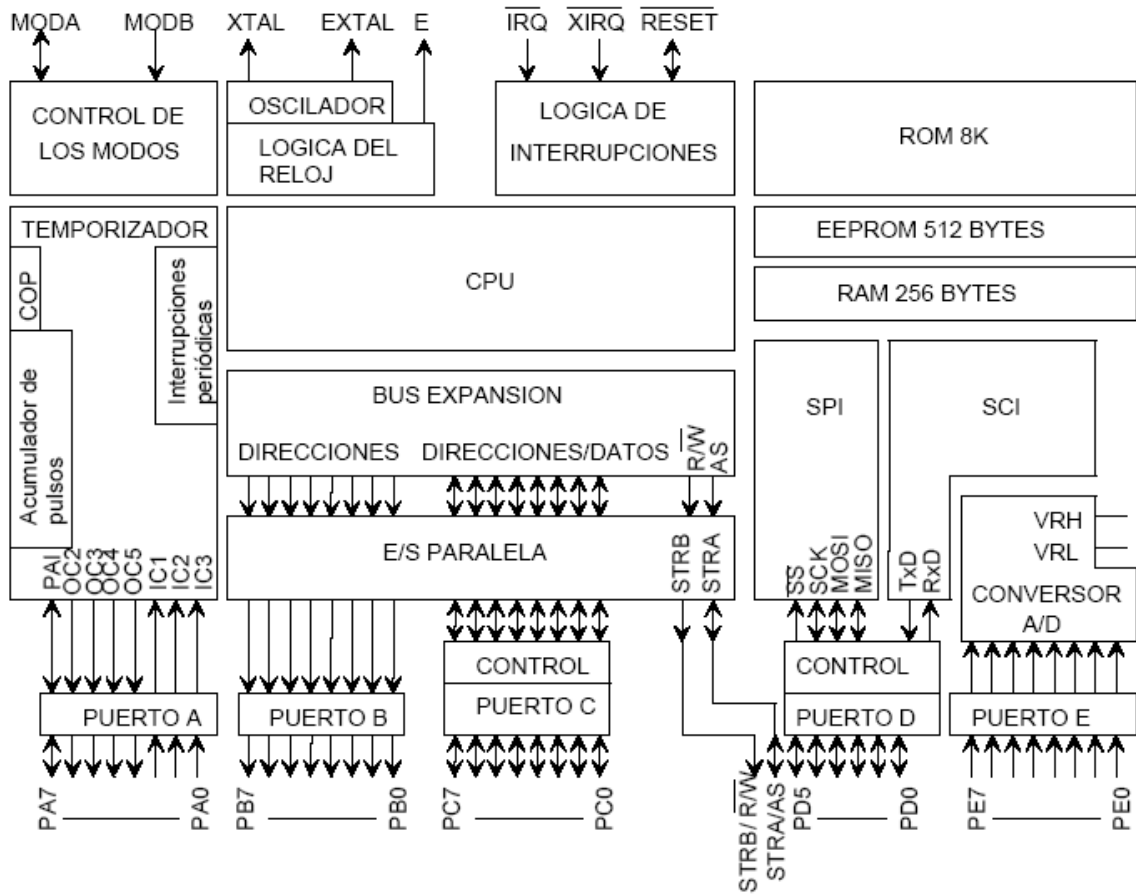 MODA MODB XTAL EXTAL E IRQ XIRQ RESET
CONTROL DE
LOS MODOS
OSCILADOR
LOGICA DEL
RELOJ
LOGICA DE
INTERRUPCIONES
ROM 8K
TEMPORIZADOR
COP
Interrupciones
periódicas
Acumulador de
pulsos
CPU
EEPROM 512 BYTES
RAM 256 BYTES
BUS EXPANSION
DIRECCIONES DIRECCIONES/DATOS R/W AS
SPI
SCI
E/S PARALELA
STRB STRA
PAI OC2 OC3 OC4 OC5 IC1 IC2 IC3
SS SCK MOSI MISO
TxD RxD
VRH
VRL
CONVERSOR
A/D
PUERTO A
PUERTO B
CONTROL
PUERTO C
CONTROL
PUERTO D
PUERTO E
PA7 PA0
PB7 PB0
PC7 PC0
STRB/ R/W
STRA/AS
PD5 PD0
PE7 PE0